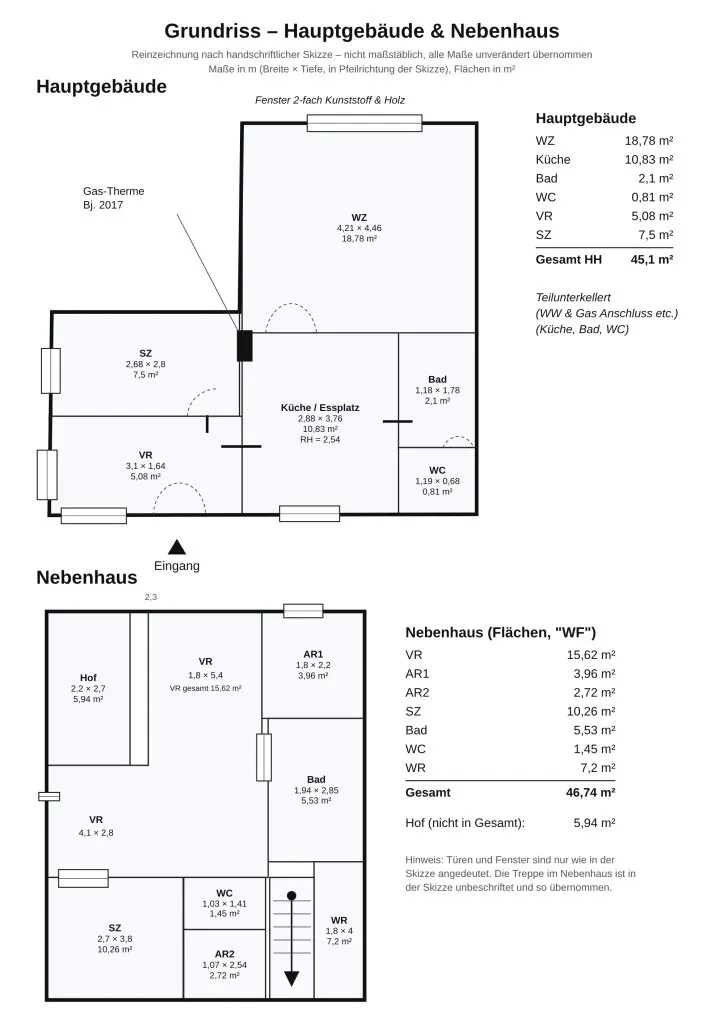 Grundriss – Hauptgebäude & Nebenhaus
Reinzeichnung nach handschriftlicher Skizze – nicht maßstäblich, alle Maße unverändert übernommen
Maße in m (Breite × Tiefe, in Pfeilrichtung der Skizze), Flächen in m²
Hauptgebäude
Fenster 2-fach Kunststoff & Holz
Gas-Therme
Bj. 2017
WZ
4,21 × 4,46
18,78 m²
SZ
2,68 × 2,8
7,5 m²
Küche / Essplatz
2,88 × 3,76
10,83 m²
RH = 2,54
Bad
1,18 × 1,78
2,1 m²
VR
3,1 × 1,64
5,08 m²
WC
1,19 × 0,68
0,81 m²
Eingang
Hauptgebäude
WZ 18,78 m²
Küche 10,83 m²
Bad 2,1 m²
WC 0,81 m²
VR 5,08 m²
SZ 7,5 m²
Gesamt HH 45,1 m²
Teilunterkellert
(WW & Gas Anschluss etc.)
(Küche, Bad, WC)
Nebenhaus
2,3
Hof
2,2 × 2,7
5,94 m²
VR
1,8 × 5,4
VR gesamt 15,62 m²
AR1
1,8 × 2,2
3,96 m²
Bad
1,94 × 2,85
5,53 m²
VR
4,1 × 2,8
SZ
2,7 × 3,8
10,26 m²
WC
1,03 × 1,41
1,45 m²
AR2
1,07 × 2,54
2,72 m²
WR
1,8 × 4
7,2 m²
Nebenhaus (Flächen, "WF")
VR 15,62 m²
AR1 3,96 m²
AR2 2,72 m²
SZ 10,26 m²
Bad 5,53 m²
WC 1,45 m²
WR 7,2 m²
Gesamt 46,74 m²
Hof (nicht in Gesamt): 5,94 m²
Hinweis: Türen und Fenster sind nur wie in der
Skizze angedeutet. Die Treppe im Nebenhaus ist in
der Skizze unbeschriftet und so übernommen.